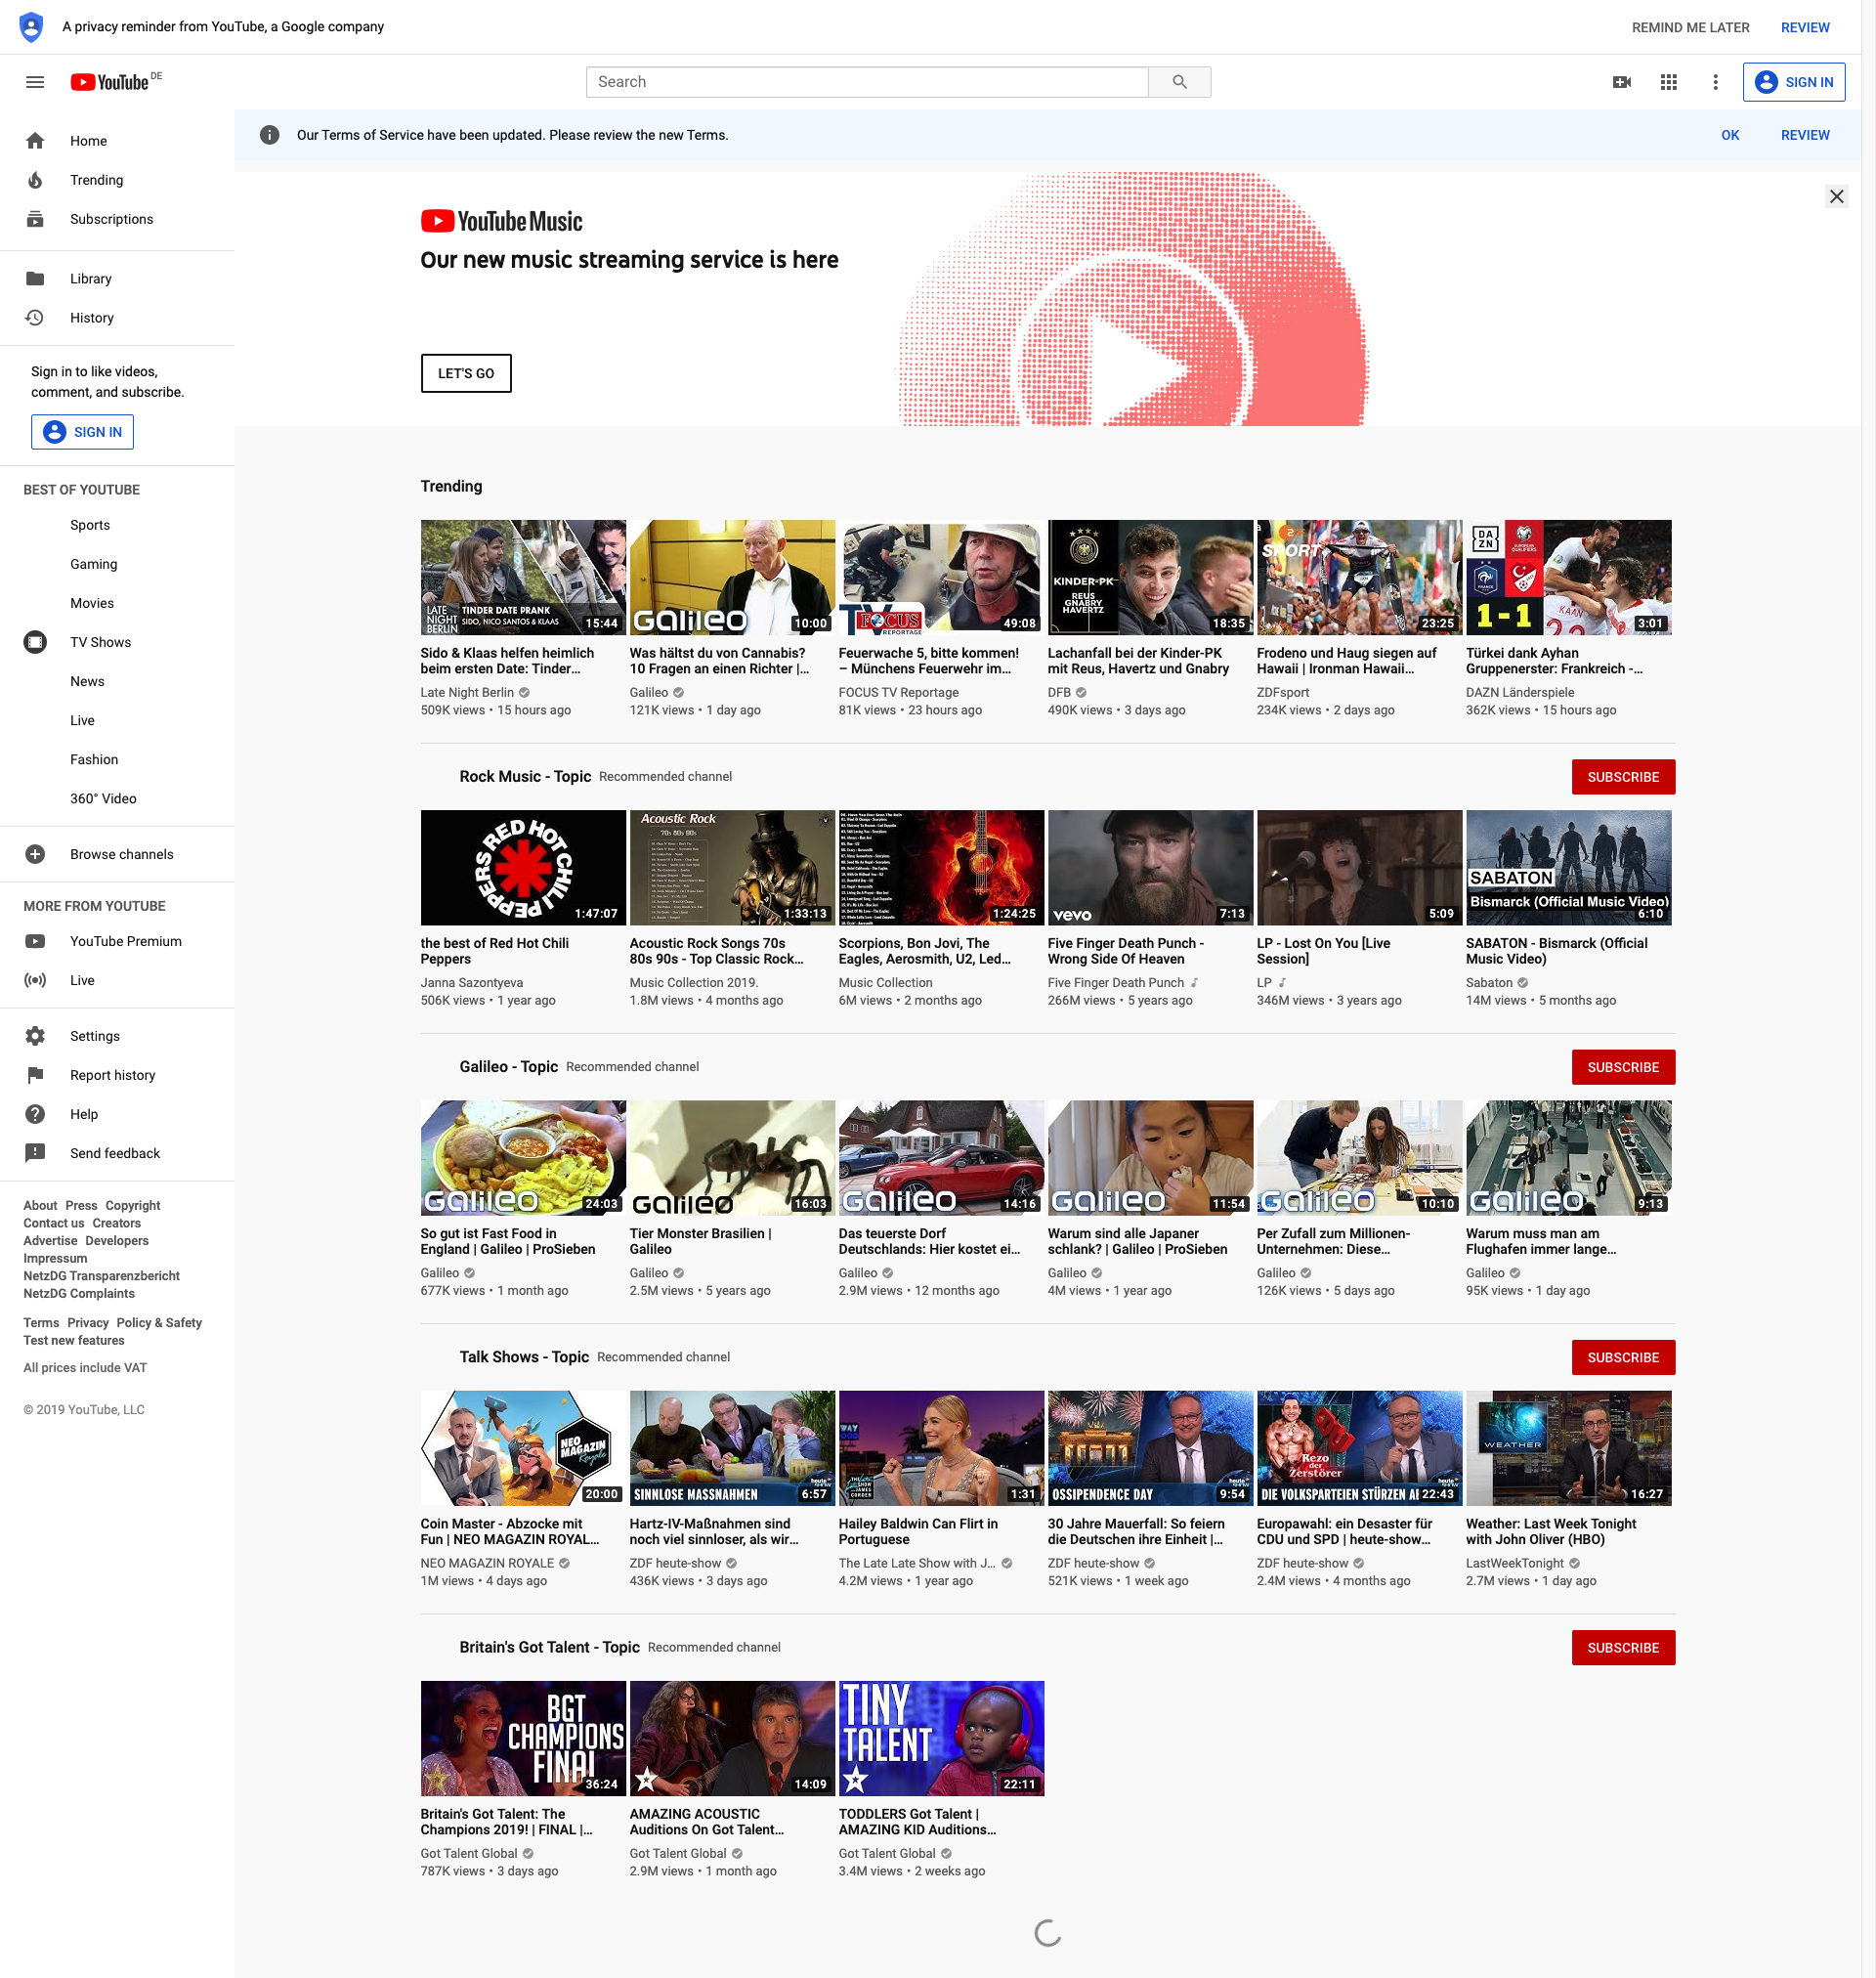 A privacy reminder from YouTube, a Google company
REMIND ME LATER
REVIEW
YouTube DE
Search
SIGN IN
Our Terms of Service have been updated. Please review the new Terms.
OK
REVIEW
Home
Trending
Subscriptions
Library
History
Sign in to like videos,
comment, and subscribe.
SIGN IN
BEST OF YOUTUBE
Sports
Gaming
Movies
TV Shows
News
Live
Fashion
360° Video
Browse channels
MORE FROM YOUTUBE
YouTube Premium
Live
Settings
Report history
Help
Send feedback
About Press Copyright
Contact us Creators
Advertise Developers
Impressum
NetzDG Transparenzbericht
NetzDG Complaints
Terms Privacy Policy & Safety
Test new features
All prices include VAT
© 2019 YouTube, LLC
YouTube Music
Our new music streaming service is here
LET'S GO
Trending
LATE NIGHT BERLIN
TINDER DATE PRANK
SIDO, NICO SANTOS & KLAAS
15:44
Sido & Klaas helfen heimlich
beim ersten Date: Tinder...
Late Night Berlin
509K views • 15 hours ago
Galileo
10:00
Was hältst du von Cannabis?
10 Fragen an einen Richter |...
Galileo
121K views • 1 day ago
FOCUS TV REPORTAGE
49:08
Feuerwache 5, bitte kommen!
– Münchens Feuerwehr im...
FOCUS TV Reportage
81K views • 23 hours ago
KINDER-PK
REUS
GNABRY
HAVERTZ
18:35
Lachanfall bei der Kinder-PK
mit Reus, Havertz und Gnabry
DFB
490K views • 3 days ago
SPORT
23:25
Frodeno und Haug siegen auf
Hawaii | Ironman Hawaii...
ZDFsport
234K views • 2 days ago
DAZN
1-1
KAAN
3:01
Türkei dank Ayhan
Gruppenerster: Frankreich -...
DAZN Länderspiele
362K views • 15 hours ago
Rock Music - Topic Recommended channel
SUBSCRIBE
RED HOT CHILI PEPPERS
1:47:07
the best of Red Hot Chili
Peppers
Janna Sazontyeva
506K views • 1 year ago
Acoustic Rock
70s 80s 90s
1:33:13
Acoustic Rock Songs 70s
80s 90s - Top Classic Rock...
Music Collection 2019.
1.8M views • 4 months ago
1:24:25
Scorpions, Bon Jovi, The
Eagles, Aerosmith, U2, Led...
Music Collection
6M views • 2 months ago
vevo
7:13
Five Finger Death Punch -
Wrong Side Of Heaven
Five Finger Death Punch
266M views • 5 years ago
5:09
LP - Lost On You [Live
Session]
LP
346M views • 3 years ago
SABATON
Bismarck (Official Music Video)
6:10
SABATON - Bismarck (Official
Music Video)
Sabaton
14M views • 5 months ago
Galileo - Topic Recommended channel
SUBSCRIBE
Galileo
24:03
So gut ist Fast Food in
England | Galileo | ProSieben
Galileo
677K views • 1 month ago
Galileo
16:03
Tier Monster Brasilien |
Galileo
Galileo
2.5M views • 5 years ago
Galileo
14:16
Das teuerste Dorf
Deutschlands: Hier kostet ei...
Galileo
2.9M views • 12 months ago
Galileo
11:54
Warum sind alle Japaner
schlank? | Galileo | ProSieben
Galileo
4M views • 1 year ago
Galileo
10:10
Per Zufall zum Millionen-
Unternehmen: Diese...
Galileo
126K views • 5 days ago
Galileo
9:13
Warum muss man am
Flughafen immer lange...
Galileo
95K views • 1 day ago
Talk Shows - Topic Recommended channel
SUBSCRIBE
NEO MAGAZIN Royale
20:00
Coin Master - Abzocke mit
Fun | NEO MAGAZIN ROYAL...
NEO MAGAZIN ROYALE
1M views • 4 days ago
SINNLOSE MASSNAHMEN
6:57
Hartz-IV-Maßnahmen sind
noch viel sinnloser, als wir...
ZDF heute-show
436K views • 3 days ago
1:31
Hailey Baldwin Can Flirt in
Portuguese
The Late Late Show with J...
4.2M views • 1 year ago
OSSIPENDENCE DAY
9:54
30 Jahre Mauerfall: So feiern
die Deutschen ihre Einheit |...
ZDF heute-show
521K views • 1 week ago
Rezo
der
Zerstörer
DIE VOLKSPARTEIEN STÜRZEN
22:43
Europawahl: ein Desaster für
CDU und SPD | heute-show...
ZDF heute-show
2.4M views • 4 months ago
WEATHER
16:27
Weather: Last Week Tonight
with John Oliver (HBO)
LastWeekTonight
2.7M views • 1 day ago
Britain's Got Talent - Topic Recommended channel
SUBSCRIBE
BGT
CHAMPIONS
FINAL
36:24
Britain's Got Talent: The
Champions 2019! | FINAL |...
Got Talent Global
787K views • 3 days ago
14:09
AMAZING ACOUSTIC
Auditions On Got Talent...
Got Talent Global
2.9M views • 1 month ago
TINY
TALENT
22:11
TODDLERS Got Talent |
AMAZING KID Auditions...
Got Talent Global
3.4M views • 2 weeks ago